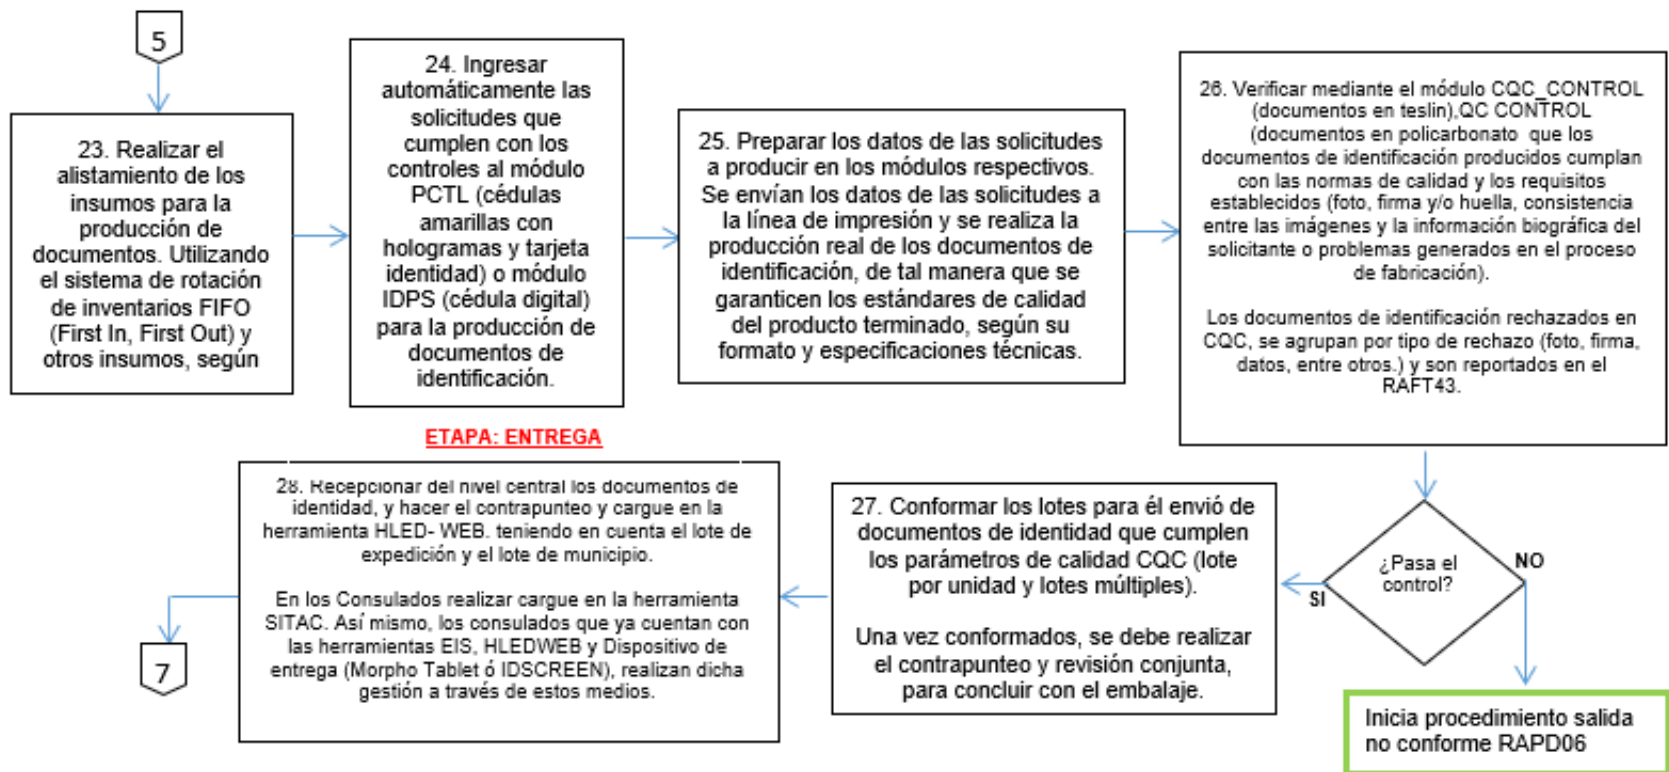 5
23. Realizar el
alistamiento de los
insumos para la
producción de
documentos. Utilizando
el sistema de rotación
de inventarios FIFO
(First In, First Out) y
otros insumos, según
24. Ingresar
automáticamente las
solicitudes que
cumplen con los
controles al módulo
PCTL (cédulas
amarillas con
hologramas y tarjeta
identidad) o módulo
IDPS (cédula digital)
para la producción de
documentos de
identificación.
25. Preparar los datos de las solicitudes
a producir en los módulos respectivos.
Se envían los datos de las solicitudes a
la línea de impresión y se realiza la
producción real de los documentos de
identificación, de tal manera que se
garanticen los estándares de calidad
del producto terminado, según su
formato y especificaciones técnicas.
26. Verificar mediante el módulo CQC_CONTROL
(documentos en teslin),QC CONTROL
(documentos en policarbonato que los
documentos de identificación producidos cumplan
con las normas de calidad y los requisitos
establecidos (foto, firma y/o huella, consistencia
entre las imágenes y la información biográfica del
solicitante o problemas generados en el proceso
de fabricación).
Los documentos de identificación rechazados en
CQC, se agrupan por tipo de rechazo (foto, firma,
datos, entre otros.) y son reportados en el
RAFT43.
¿Pasa el
control?
NO
SI
Inicia procedimiento salida
no conforme RAPD06
27. Conformar los lotes para él envió de
documentos de identidad que cumplen
los parámetros de calidad CQC (lote
por unidad y lotes múltiples).
Una vez conformados, se debe realizar
el contrapunteo y revisión conjunta,
para concluir con el embalaje.
ETAPA: ENTREGA
28. Recepcionar del nivel central los documentos de
identidad, y hacer el contrapunteo y cargue en la
herramienta HLED- WEB. teniendo en cuenta el lote de
expedición y el lote de municipio.
En los Consulados realizar cargue en la herramienta
SITAC. Así mismo, los consulados que ya cuentan con
las herramientas EIS, HLEDWEB y Dispositivo de
entrega (Morpho Tablet ó IDSCREEN), realizan dicha
gestión a través de estos medios.
7